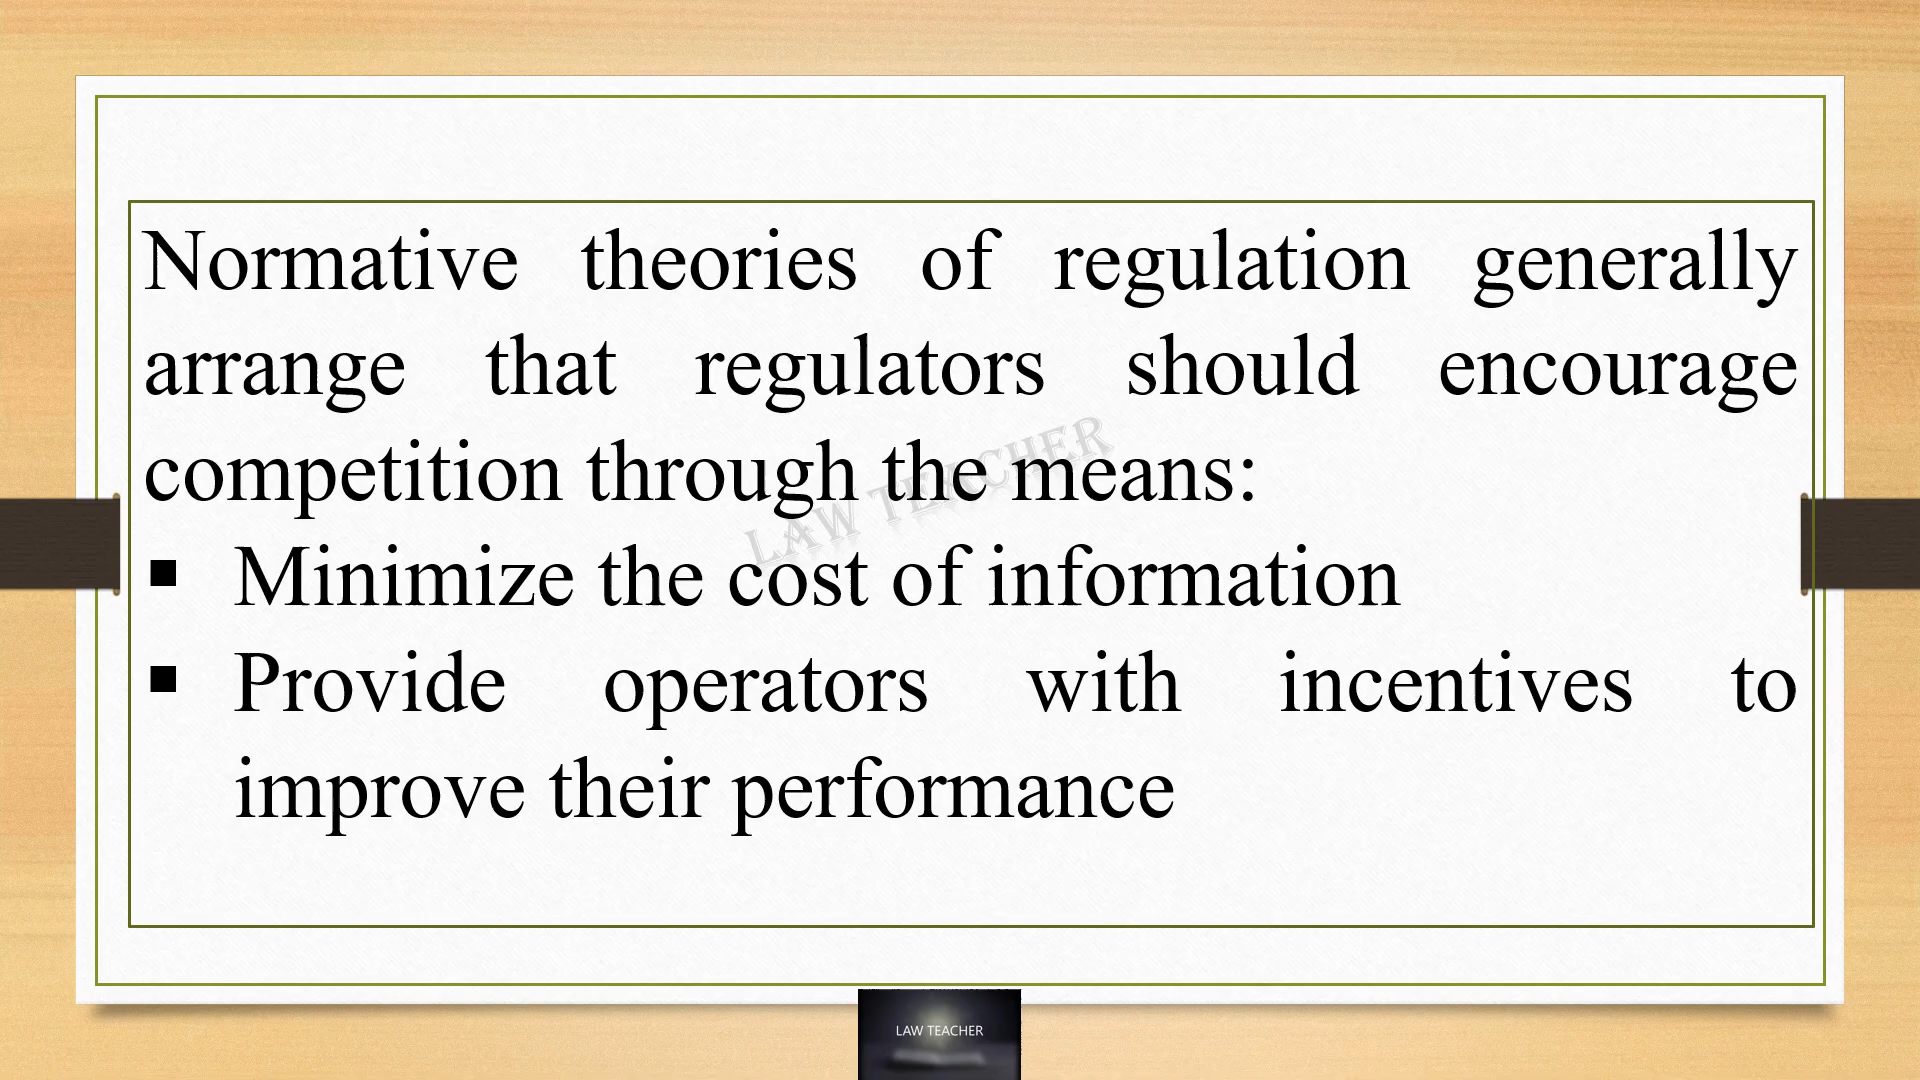 Normative theories of regulation generally
arrange that regulators should encourage
competition through the means:
LAW TEACHER
▪ Minimize the cost of information
▪ Provide operators with incentives to
improve their performance
LAW TEACHER